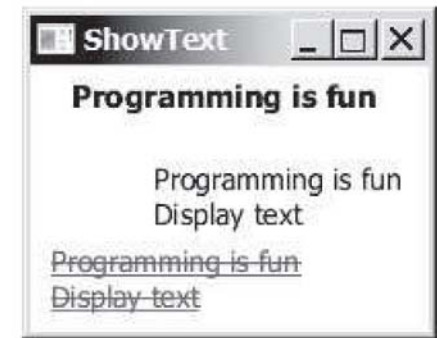 ShowText
Programming is fun
Programming is fun
Display text
Programming is fun
Display text